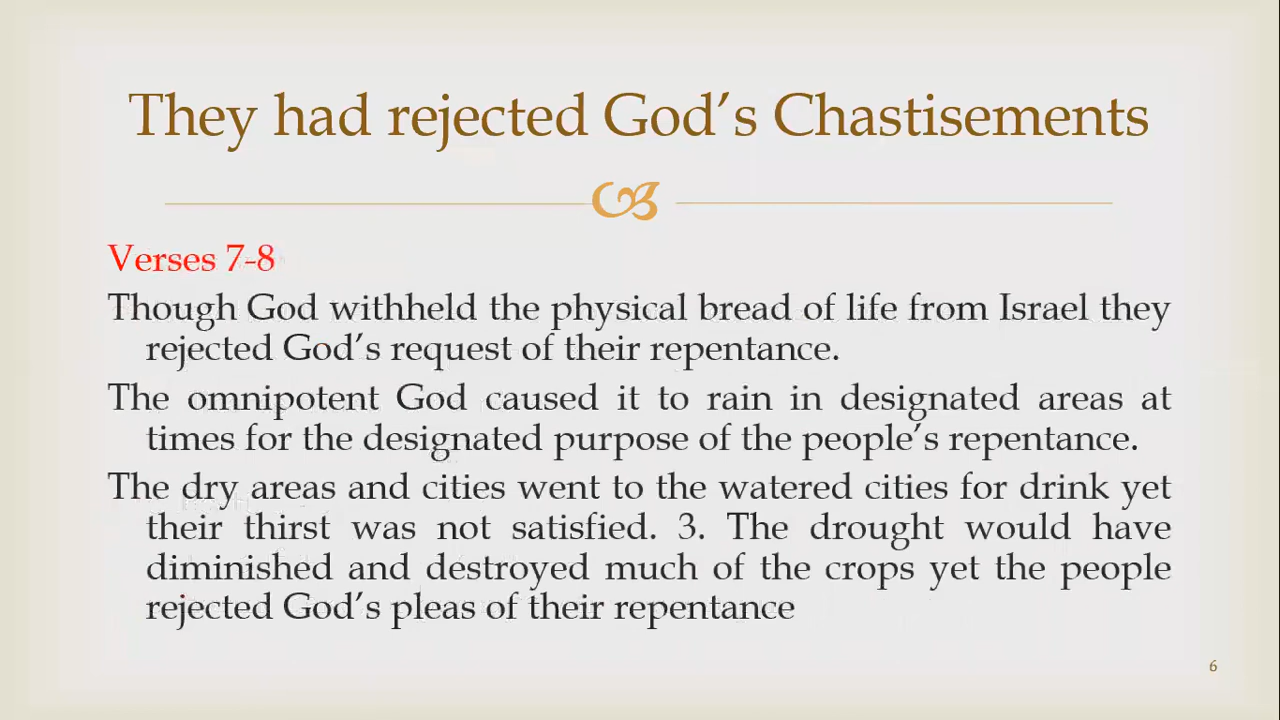 They had rejected God’s Chastisements
Verses 7-8
Though God withheld the physical bread of life from Israel they
rejected God’s request of their repentance.
The omnipotent God caused it to rain in designated areas at
times for the designated purpose of the people’s repentance.
The dry areas and cities went to the watered cities for drink yet
their thirst was not satisfied. 3. The drought would have
diminished and destroyed much of the crops yet the people
rejected God’s pleas of their repentance
6